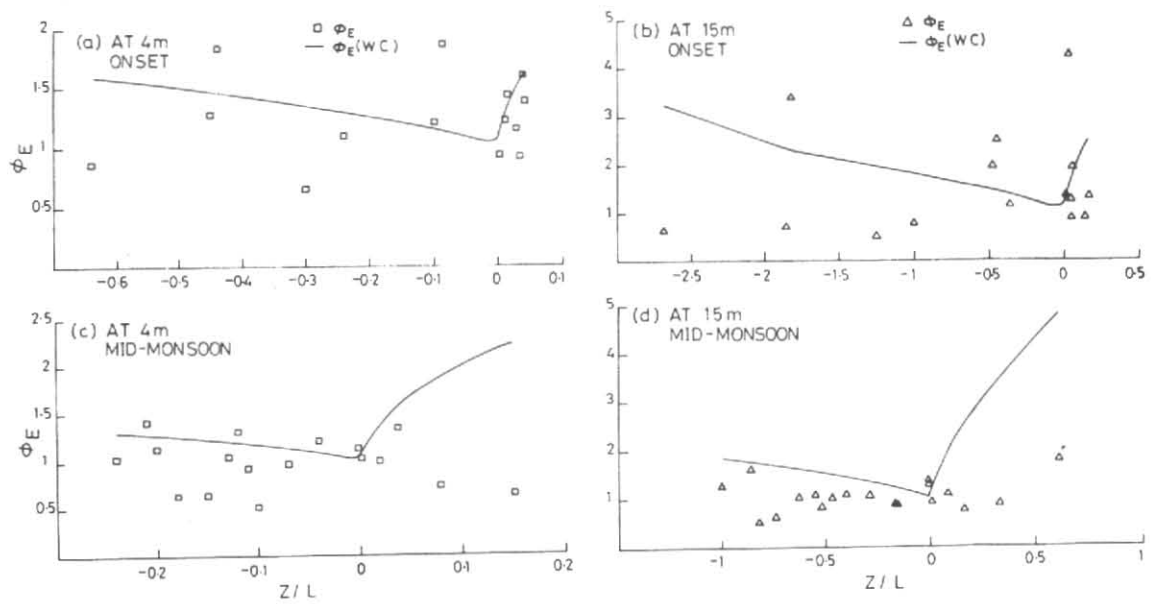 (a) AT 4m
ONSET
ΦE
ΦE(WC)
2
1·5
1
0·5
0
ΦE
-0·6 -0·5 -0·4 -0·3 -0·2 -0·1 0 0·1
(b) AT 15m
ONSET
ΦE
ΦE(WC)
5
4
3
2
1
-2·5 -2 -1·5 -1 -0·5 0 0·5
(c) AT 4m
MID-MONSOON
2·5
2
1·5
1
0·5
ΦE
-0·2 -0·1 0 0·1 0·2
Z/L
(d) AT 15m
MID-MONSOON
5
4
3
2
1
-1 -0·5 0 0·5 1
Z/L